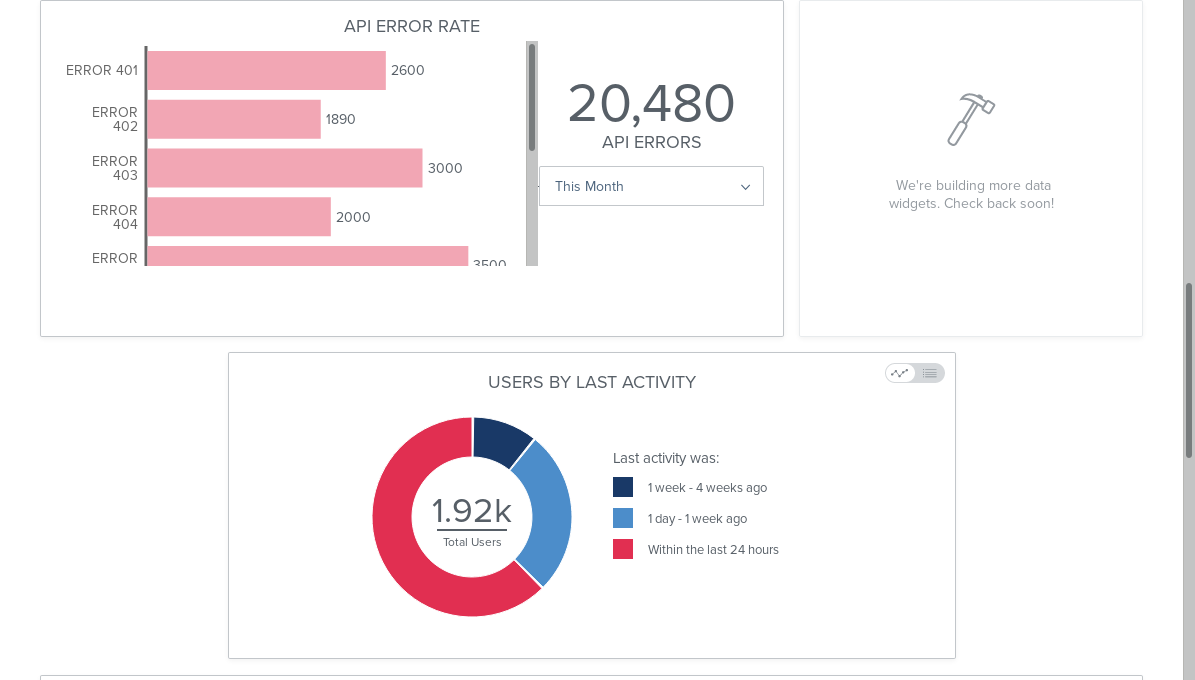 API ERROR RATE
ERROR 401
2600
ERROR
402
1890
ERROR
403
3000
ERROR
404
2000
ERROR
3500
20,480
API ERRORS
This Month
We're building more data
widgets. Check back soon!
USERS BY LAST ACTIVITY
1.92k
Total Users
Last activity was:
1 week - 4 weeks ago
1 day - 1 week ago
Within the last 24 hours